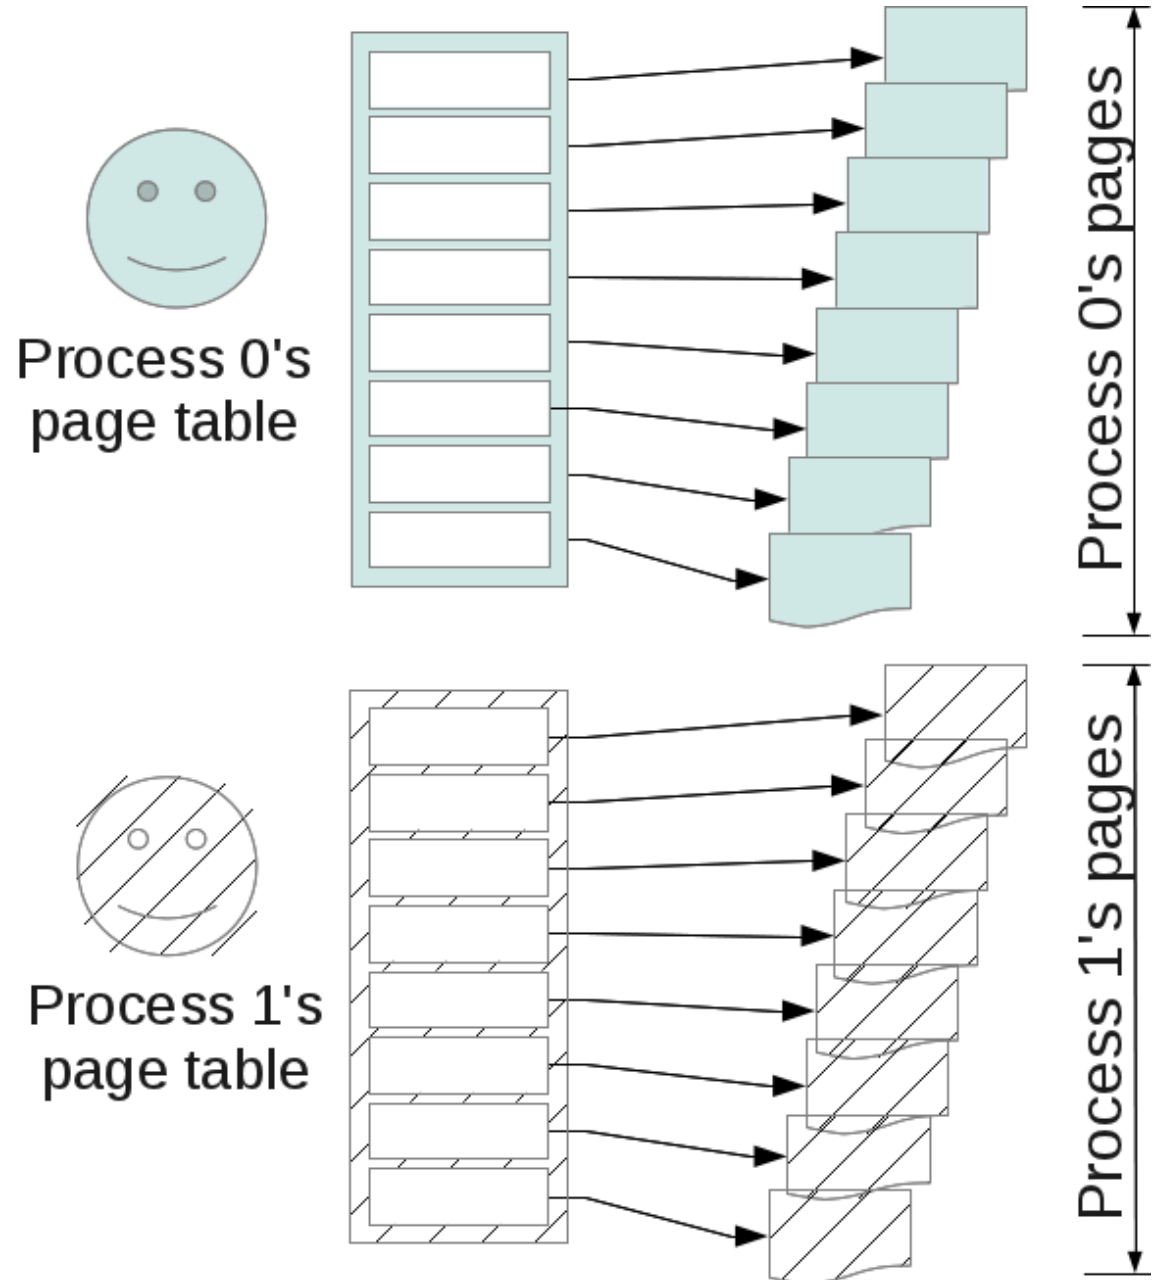 Process 0's
page table
Process 0's pages
Process 1's
page table
Process 1's pages